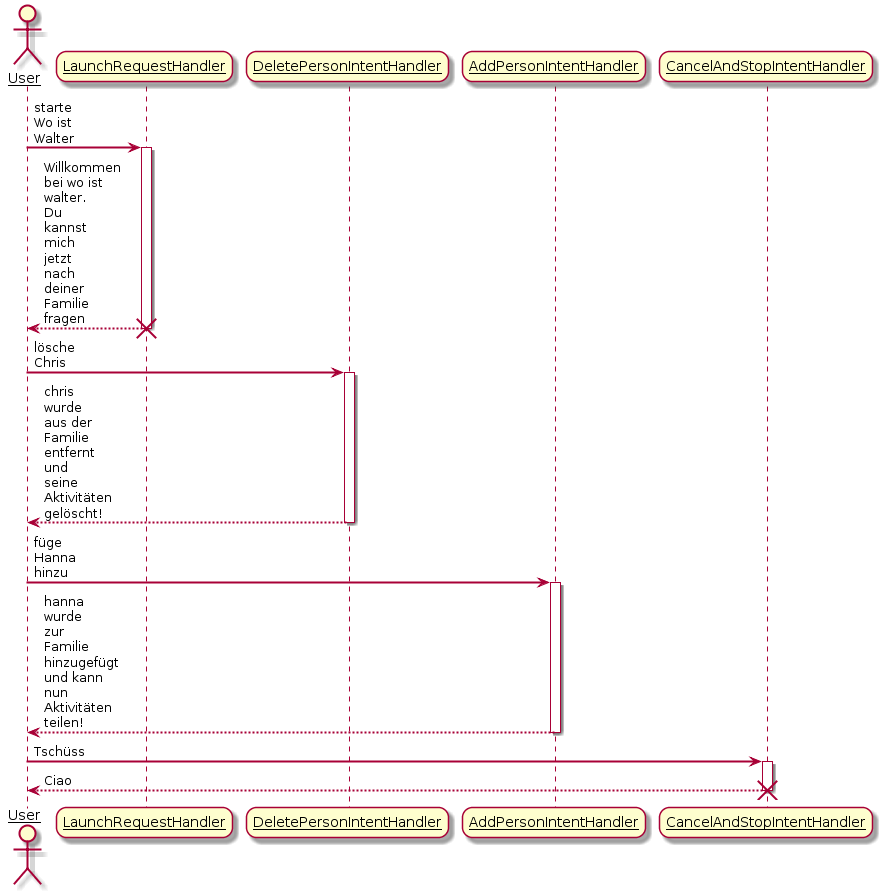 User
LaunchRequestHandler
DeletePersonIntentHandler
AddPersonIntentHandler
CancelAndStopIntentHandler
starte
Wo ist
Walter
Willkommen
bei wo ist
walter.
Du
kannst
mich
jetzt
nach
deiner
Familie
fragen
lösche
Chris
chris
wurde
aus der
Familie
entfernt
und
seine
Aktivitäten
gelöscht!
füge
Hanna
hinzu
hanna
wurde
zur
Familie
hinzugefügt
und kann
nun
Aktivitäten
teilen!
Tschüss
Ciao
User
LaunchRequestHandler
DeletePersonIntentHandler
AddPersonIntentHandler
CancelAndStopIntentHandler